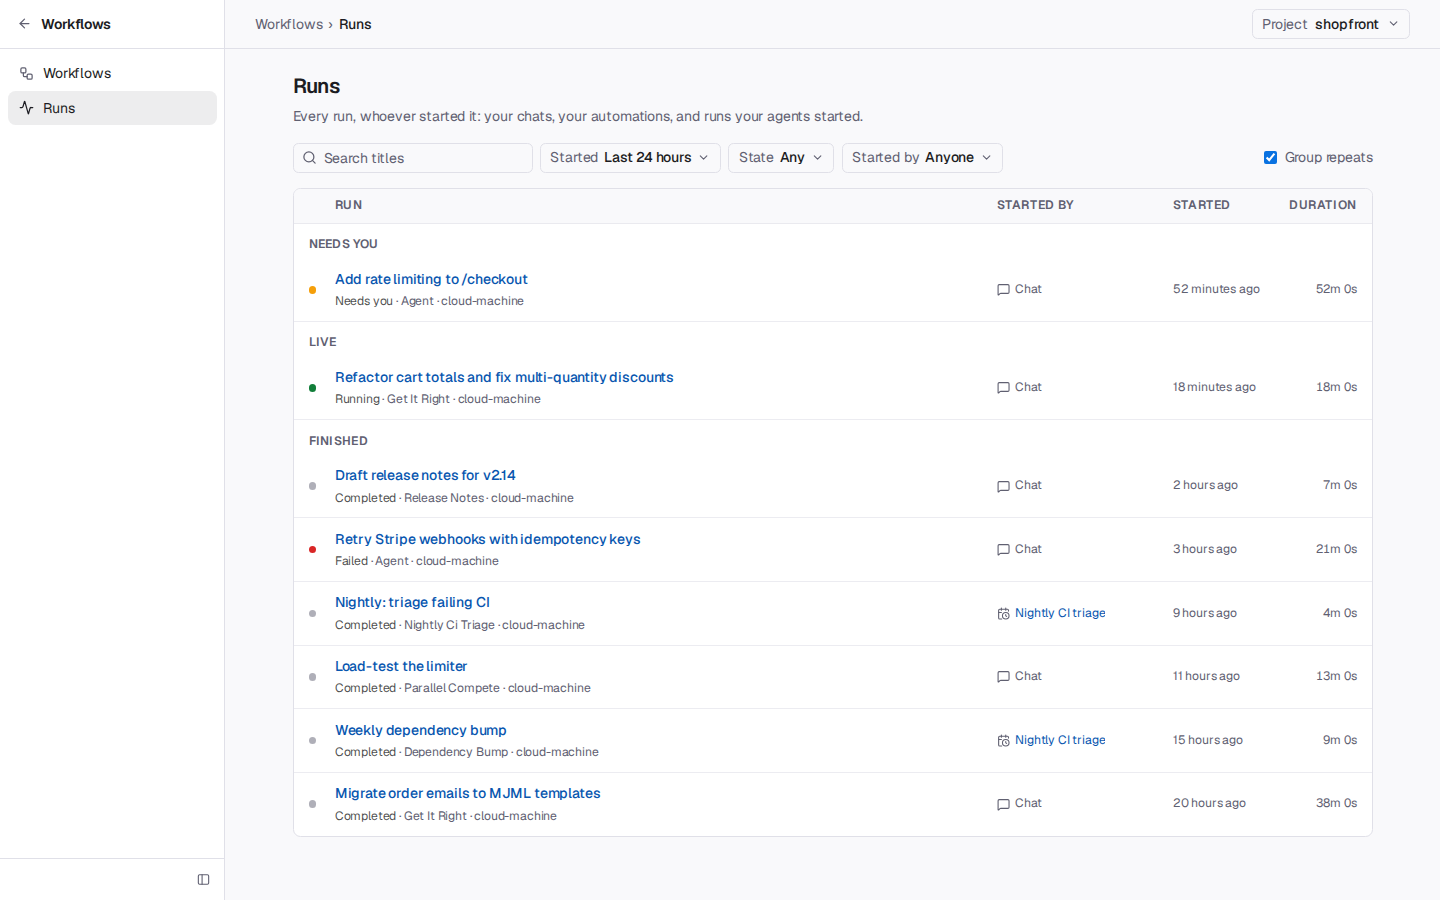 Workflows
Workflows › Runs
Project shopfront
Workflows
Runs
Runs
Every run, whoever started it: your chats, your automations, and runs your agents started.
Search titles
Started Last 24 hours
State Any
Started by Anyone
Group repeats
RUN STARTED BY STARTED DURATION
NEEDS YOU
Add rate limiting to /checkout
Needs you · Agent · cloud-machine
Chat
52 minutes ago
52m 0s
LIVE
Refactor cart totals and fix multi-quantity discounts
Running · Get It Right · cloud-machine
Chat
18 minutes ago
18m 0s
FINISHED
Draft release notes for v2.14
Completed · Release Notes · cloud-machine
Chat
2 hours ago
7m 0s
Retry Stripe webhooks with idempotency keys
Failed · Agent · cloud-machine
Chat
3 hours ago
21m 0s
Nightly: triage failing CI
Completed · Nightly Ci Triage · cloud-machine
Nightly CI triage
9 hours ago
4m 0s
Load-test the limiter
Completed · Parallel Compete · cloud-machine
Chat
11 hours ago
13m 0s
Weekly dependency bump
Completed · Dependency Bump · cloud-machine
Nightly CI triage
15 hours ago
9m 0s
Migrate order emails to MJML templates
Completed · Get It Right · cloud-machine
Chat
20 hours ago
38m 0s